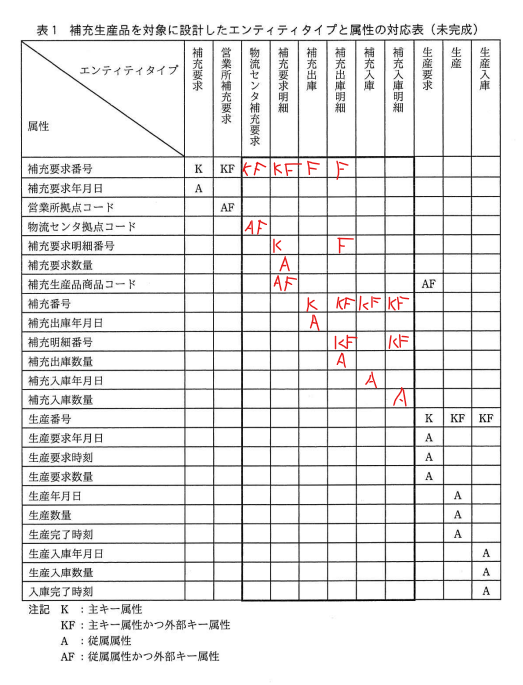 表1 補充生産品を対象に設計したエンティティタイプと属性の対応表（未完成）
エンティティタイプ
属性
補充要求
営業所補充要求
物流センタ補充要求
補充要求明細
補充出庫
補充出庫明細
補充入庫
補充入庫明細
生産要求
生産
生産入庫
補充要求番号 K KF KF KF F F
補充要求年月日 A
営業所拠点コード AF
物流センタ拠点コード AF
補充要求明細番号 K F
補充要求数量 A
補充生産品商品コード AF AF
補充番号 K KF KF KF
補充出庫年月日 A
補充明細番号 KF KF
補充出庫数量 A
補充入庫年月日 A
補充入庫数量 A
生産番号 K KF KF
生産要求年月日 A
生産要求時刻 A
生産要求数量 A
生産年月日 A
生産数量 A
生産完了時刻 A
生産入庫年月日 A
生産入庫数量 A
入庫完了時刻 A
注記 K ：主キー属性
KF：主キー属性かつ外部キー属性
A ：従属属性
AF：従属属性かつ外部キー属性